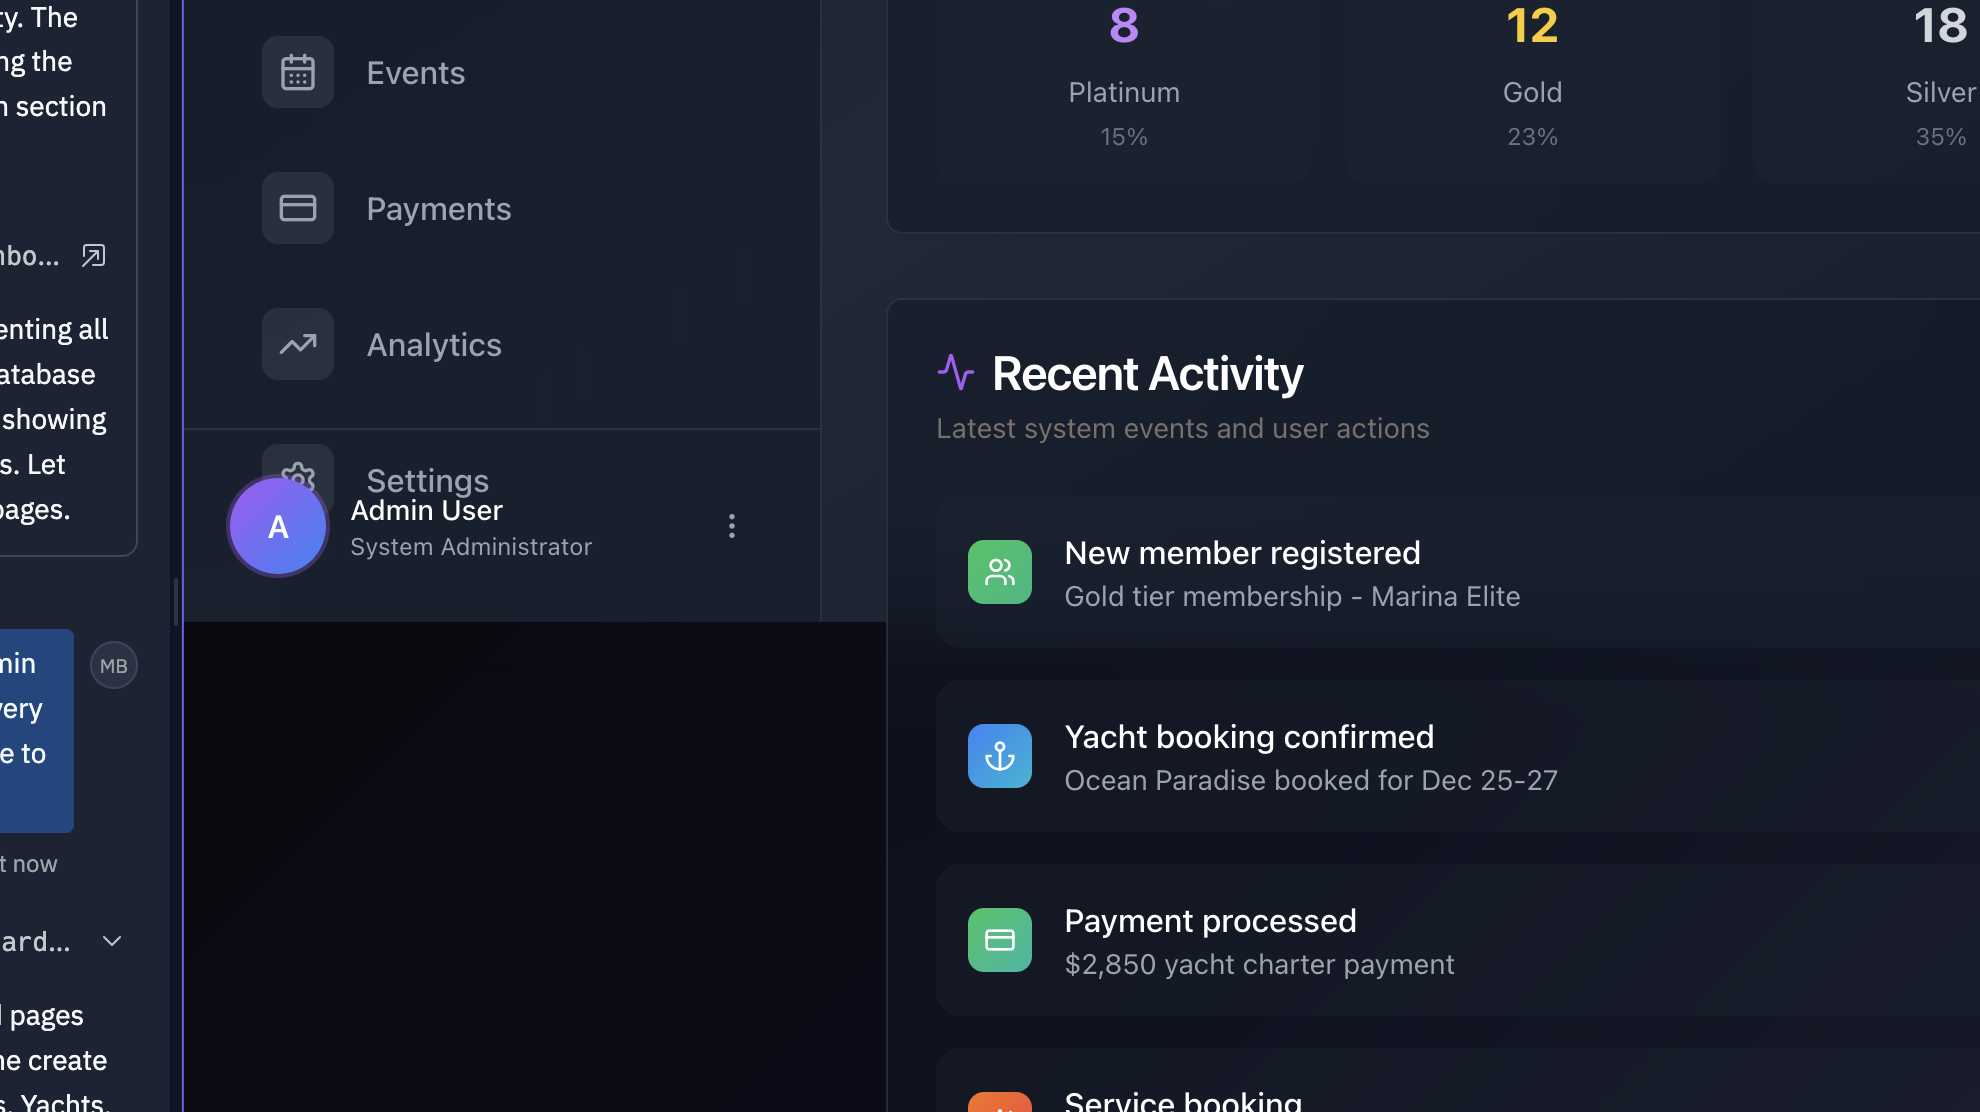 ty. The
ng the
section
nbo...
enting all
atabase
showing
s. Let
pages.
min
very
e to
MB
t now
ard...
pages
ne create
s, Yachts,
Events
Payments
Analytics
Settings
A
Admin User
System Administrator
8
Platinum
15%
12
Gold
23%
18
Silver
35%
Recent Activity
Latest system events and user actions
New member registered
Gold tier membership - Marina Elite
Yacht booking confirmed
Ocean Paradise booked for Dec 25-27
Payment processed
$2,850 yacht charter payment
Service booking